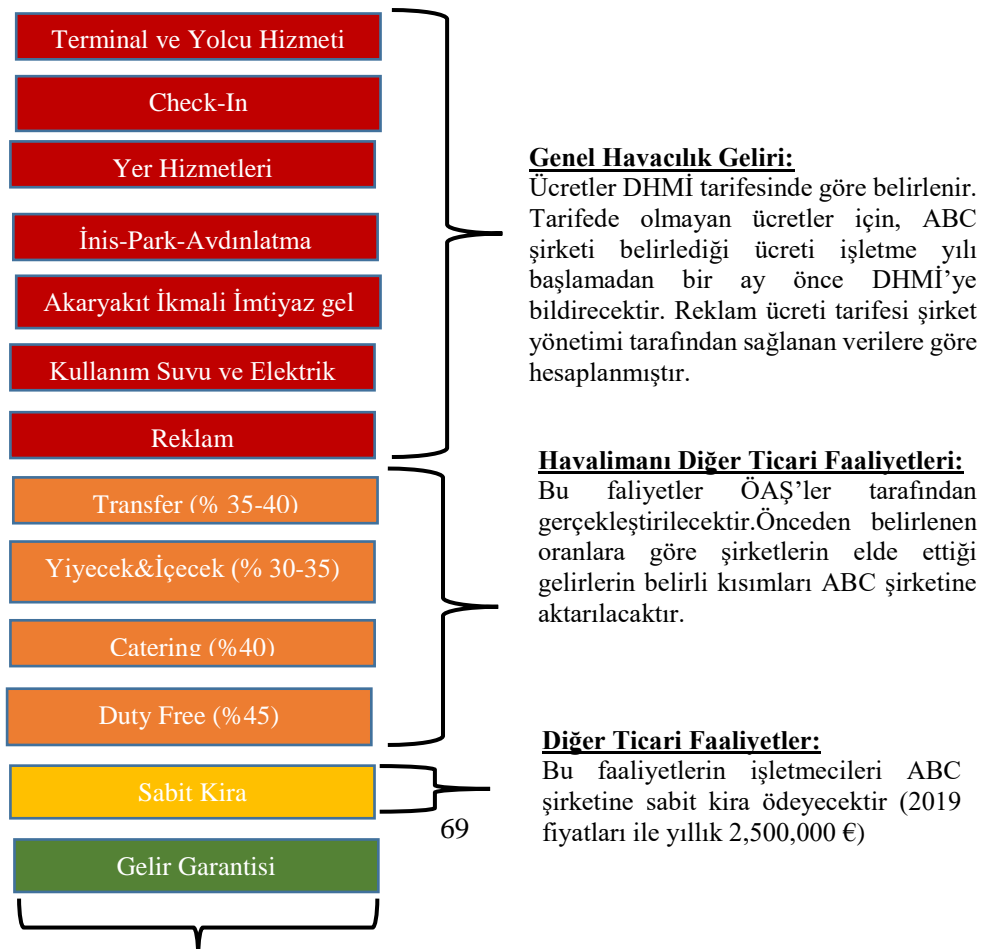 Terminal ve Yolcu Hizmeti
Check-In
Yer Hizmetleri
İnis-Park-Avdınlatma
Akaryakıt İkmali İmtiyaz gel
Kullanım Suvu ve Elektrik
Reklam
Genel Havacılık Geliri:
Ücretler DHMİ tarifesinde göre belirlenir.
Tarifede olmayan ücretler için, ABC
şirketi belirlediği ücreti işletme yılı
başlamadan bir ay önce DHMİ’ye
bildirecektir. Reklam ücreti tarifesi şirket
yönetimi tarafından sağlanan verilere göre
hesaplanmıştır.
Transfer (% 35-40)
Yiyecek&İçecek (% 30-35)
Catering (%40)
Duty Free (%45)
Havalimanı Diğer Ticari Faaliyetleri:
Bu faliyetler ÖAŞ’ler tarafından
gerçekleştirilecektir.Önceden belirlenen
oranlara göre şirketlerin elde ettiği
gelirlerin belirli kısımları ABC şirketine
aktarılacaktır.
Sabit Kira
Diğer Ticari Faaliyetler:
Bu faaliyetlerin işletmecileri ABC
şirketine sabit kira ödeyecektir (2019
fiyatları ile yıllık 2,500,000 €)
69
Gelir Garantisi